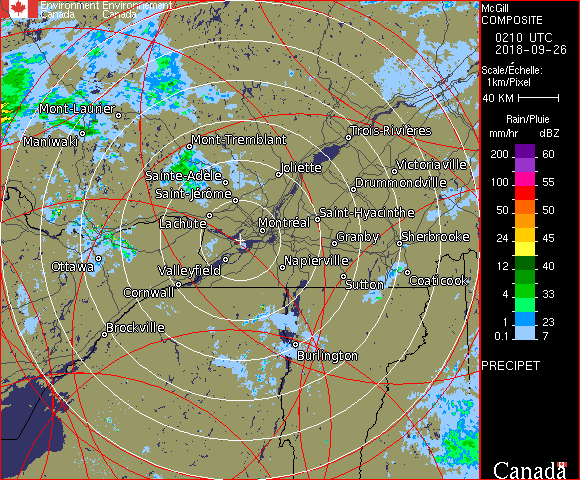 Environment Environnement
Canada Canada
McGill
COMPOSITE
0210 UTC
2018-09-26
Scale/Échelle:
1km/Pixel
40 KM
Rain/Pluie
mm/hr dBZ
200 60
100 55
50 50
24 45
12 40
4 33
1 23
0.1 7
PRECIPET
Canada
Mont-Laurier
Maniwaki
Mont-Tremblant
Trois-Rivières
Sainte-Adèle
Joliette
Victoriaville
Saint-Jérôme
Drummondville
Lachute
Montréal
Saint-Hyacinthe
Granby
Sherbrooke
Ottawa
Valleyfield
Napierville
Cornwall
Sutton
Coaticook
Brockville
Burlington